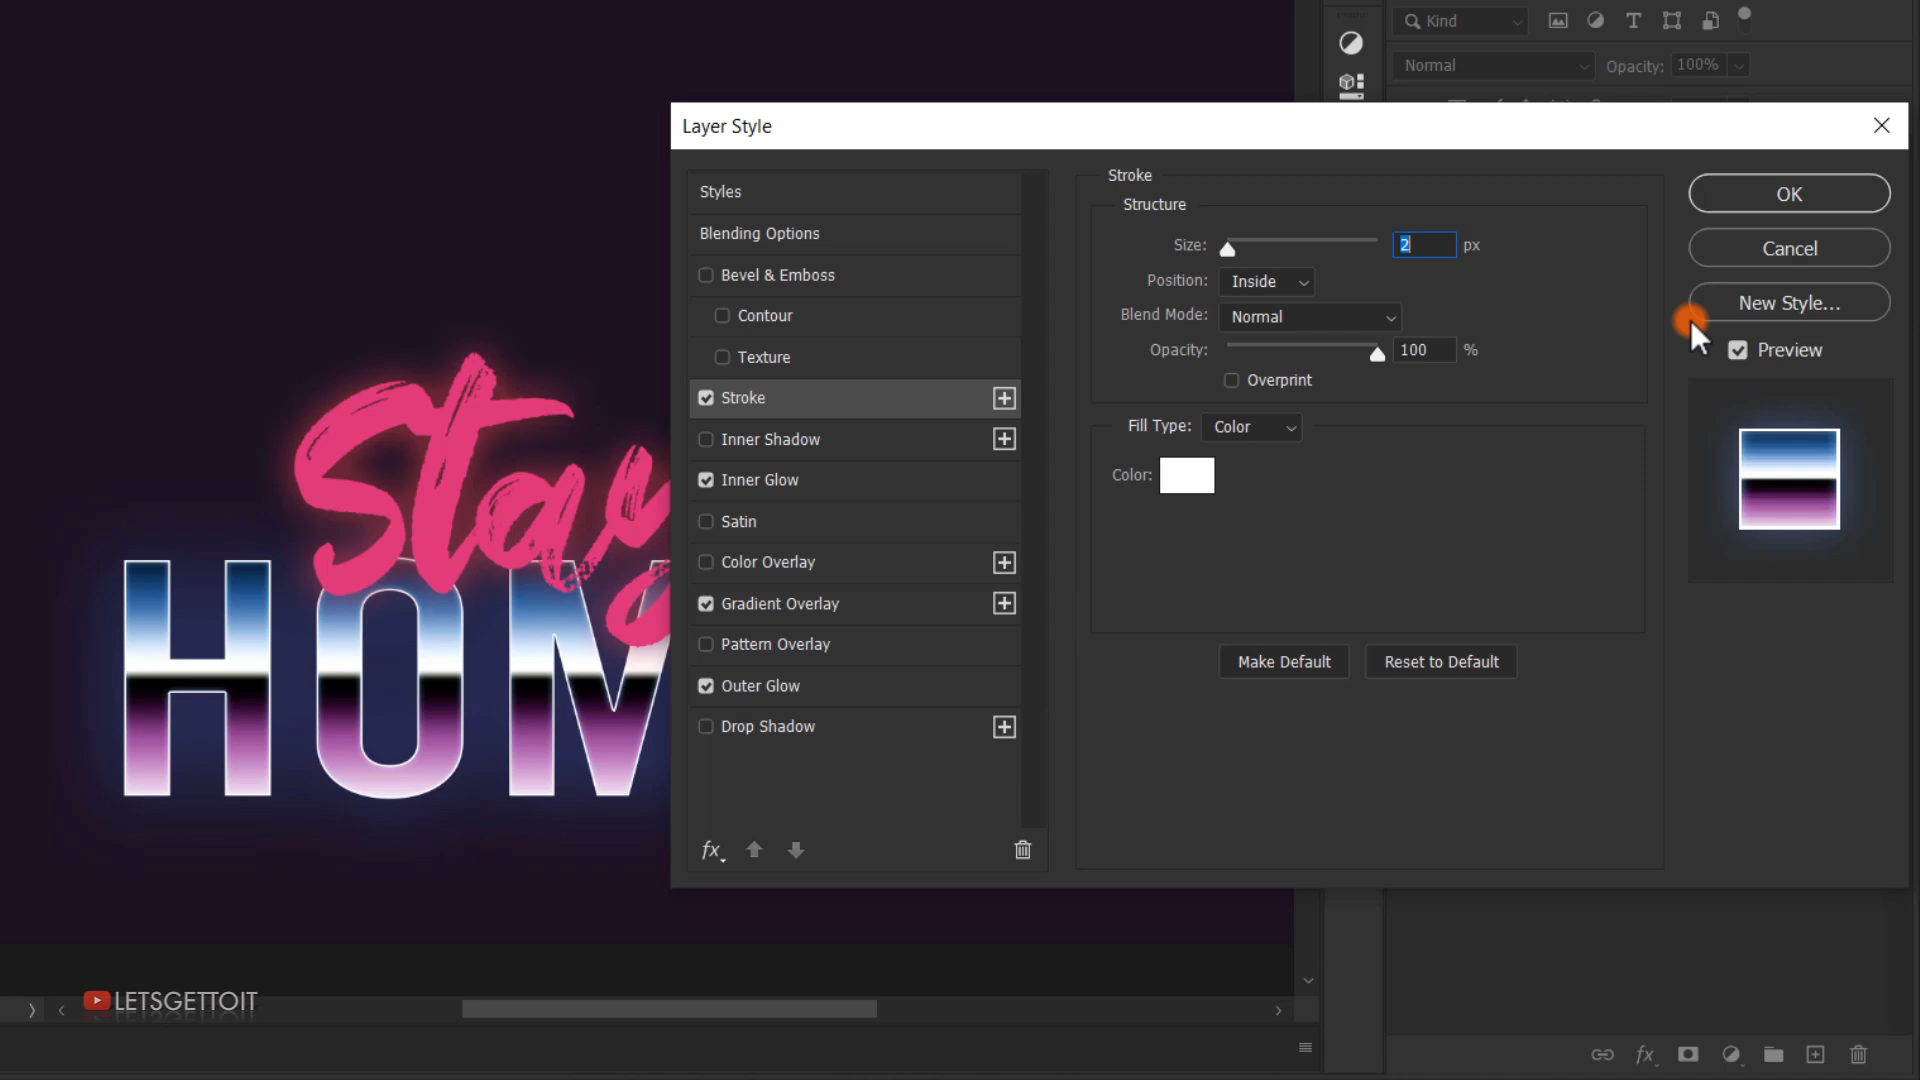 Kind
Normal
Opacity: 100%
Layer Style
Styles
Blending Options
Bevel & Emboss
Contour
Texture
Stroke
Inner Shadow
Inner Glow
Satin
Color Overlay
Gradient Overlay
Pattern Overlay
Outer Glow
Drop Shadow
fx
Stroke
Structure
Size: 2 px
Position: Inside
Blend Mode: Normal
Opacity: 100 %
Overprint
Fill Type: Color
Color:
Make Default Reset to Default
OK
Cancel
New Style...
Preview
Stay
HOM
LETSGETTOIT
fx